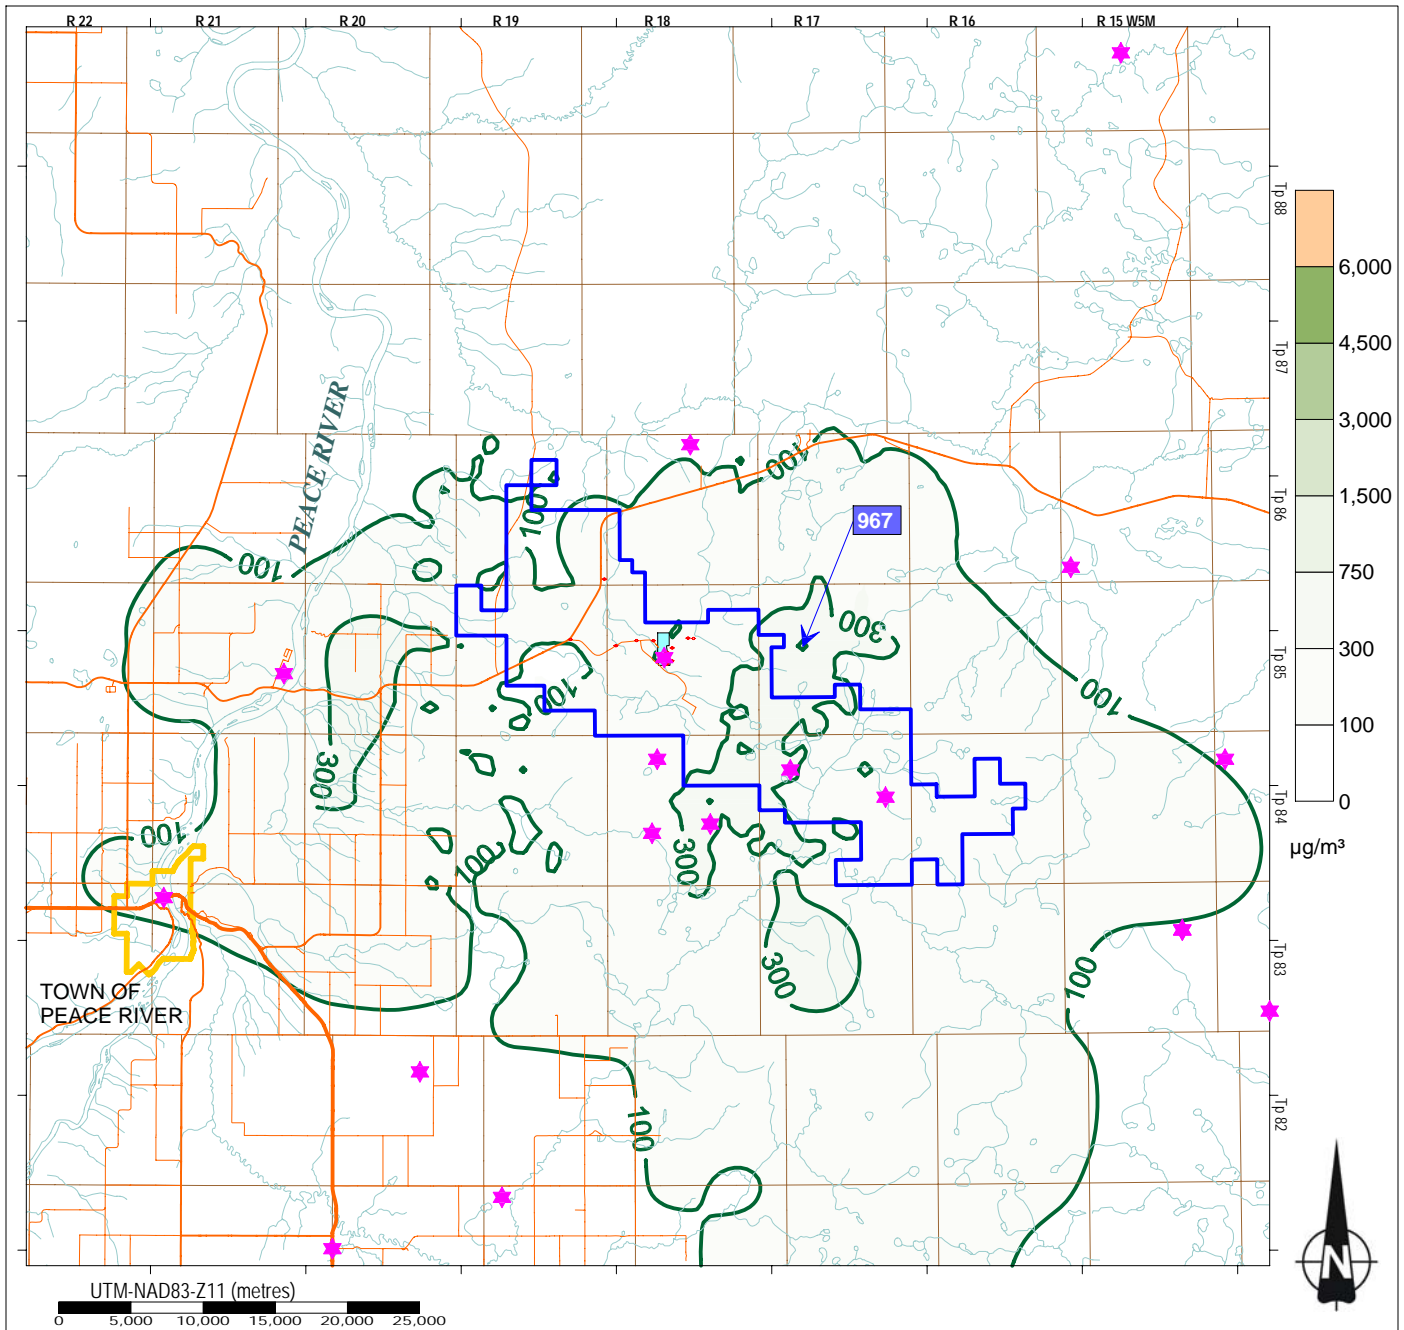 R 22 R 21 R 20 R 19 R 18 R 17 R 16 R 15 W5M
Tp 88
Tp 87
Tp 86
Tp 85
Tp 84
Tp 83
Tp 82
6,000
4,500
3,000
1,500
750
300
100
0
µg/m³
PEACE RIVER
967
100
100
100
300
100
100
300
100
100
300
300
100
100
TOWN OF
PEACE RIVER
N
UTM-NAD83-Z11 (metres)
0 5,000 10,000 15,000 20,000 25,000